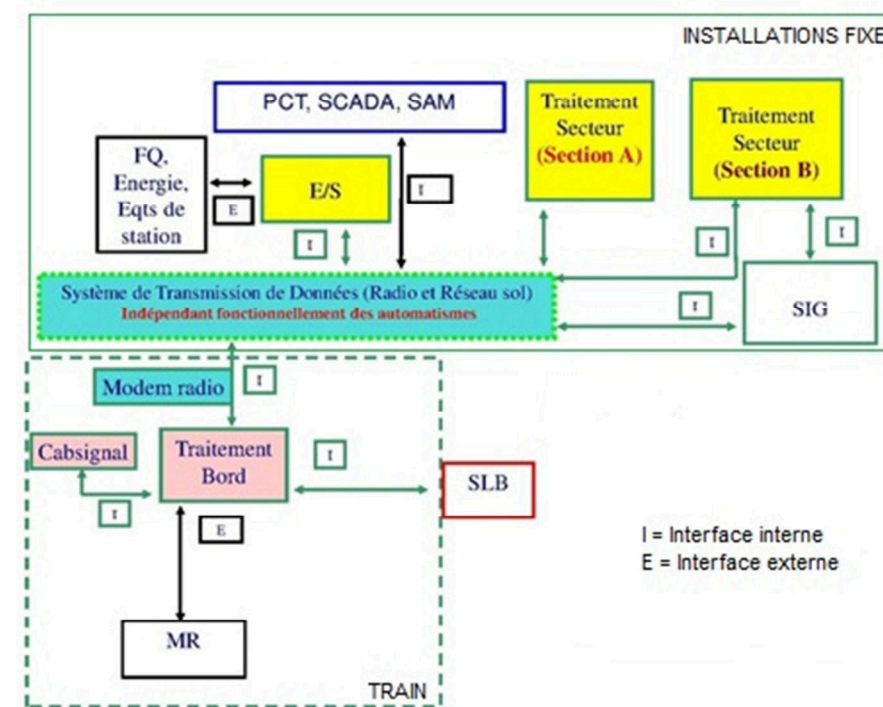 INSTALLATIONS FIXE
PCT, SCADA, SAM
Traitement
Secteur
(Section A)
Traitement
Secteur
(Section B)
FQ,
Energie,
Eqts de
station
E
E/S
I
I
I
I
Système de Transmission de Données (Radio et Réseau sol)
Indépendant fonctionnellement des automatismes
I
SIG
Modem radio
I
Cabsignal
Traitement
Bord
I
I
SLB
E
I = Interface interne
E = Interface externe
MR
TRAIN